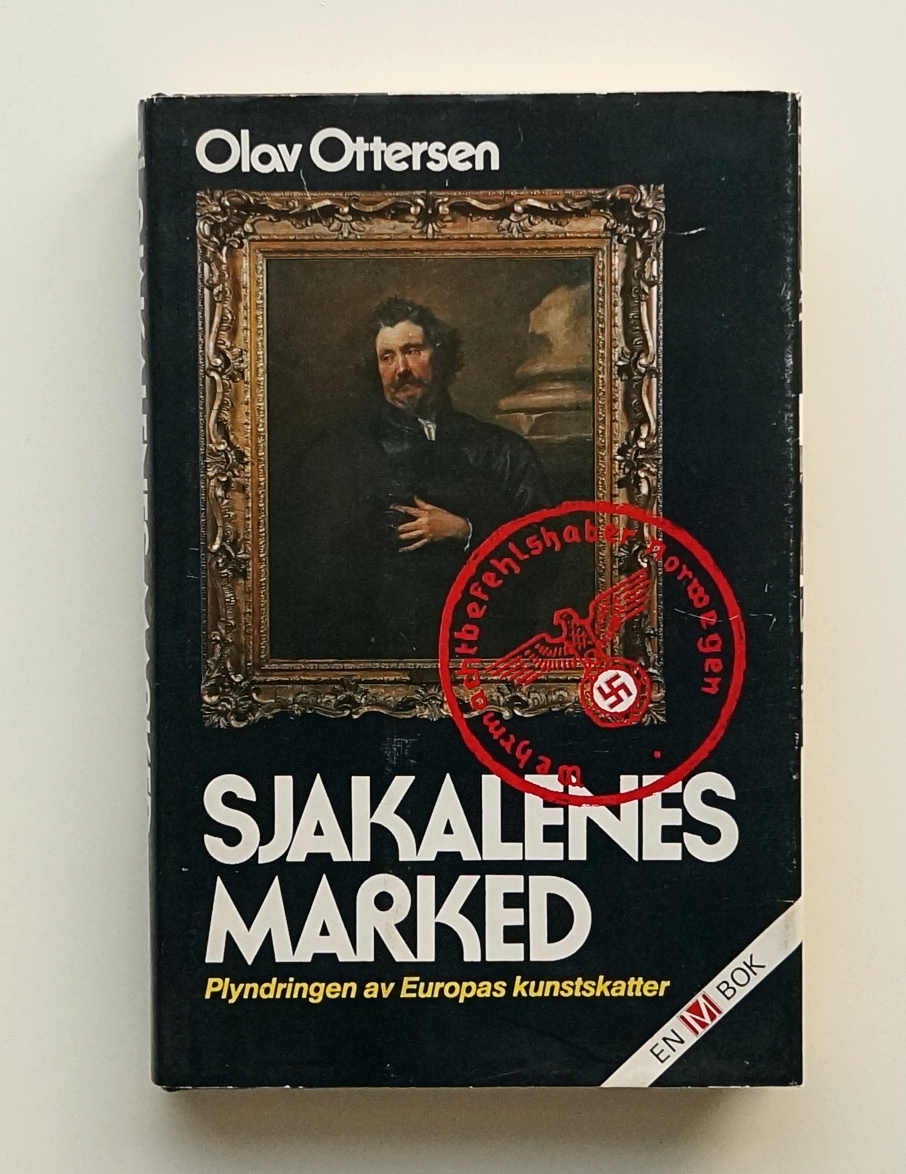 Olav Ottersen
Wehrmachtbefehlshaber Norwegen
SJAKALENES
MARKED
Plyndringen av Europas kunstskatter
EN M BOK